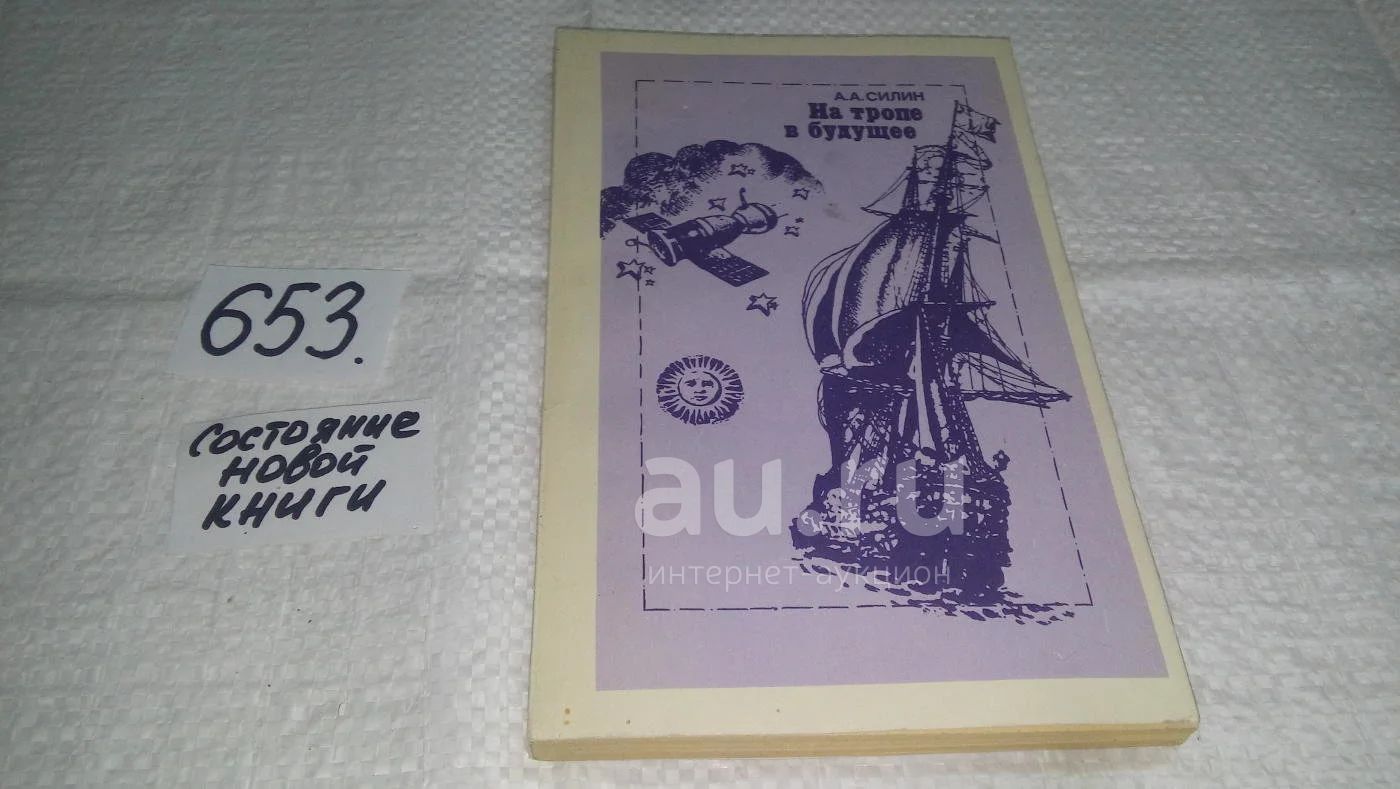 А.А.СИЛИН
На тропе
в будущее
653.
состояние
новой
книги
au.ru
интернет-аукцион